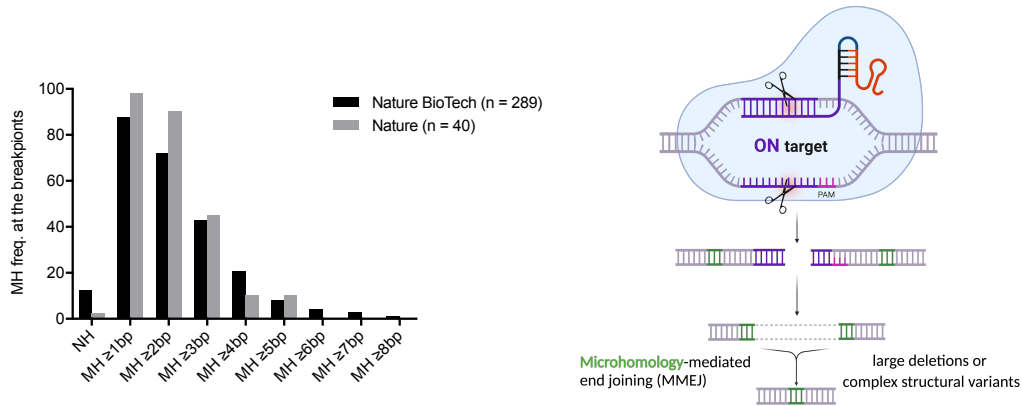 MH freq. at the breakpionts
100
80
60
40
20
0
NH
MH ≥1bp
MH ≥2bp
MH ≥3bp
MH ≥4bp
MH ≥5bp
MH ≥6bp
MH ≥7bp
MH ≥8bp
Nature BioTech (n = 289)
Nature (n = 40)
ON target
PAM
Microhomology-mediated
end joining (MMEJ)
large deletions or
complex structural variants